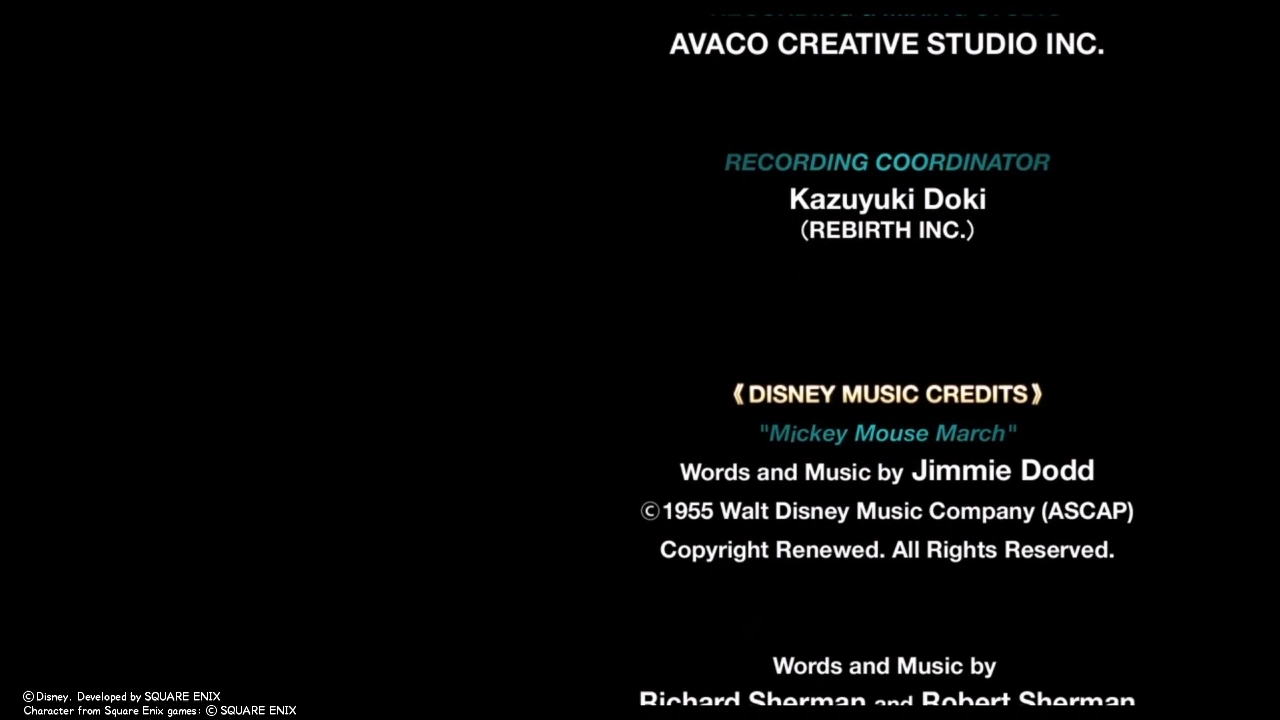 AVACO CREATIVE STUDIO INC.
RECORDING COORDINATOR
Kazuyuki Doki
(REBIRTH INC.)
《DISNEY MUSIC CREDITS》
"Mickey Mouse March"
Words and Music by Jimmie Dodd
©1955 Walt Disney Music Company (ASCAP)
Copyright Renewed. All Rights Reserved.
Words and Music by
Richard Sherman and Robert Sherman
©Disney. Developed by SQUARE ENIX
Character from Square Enix games: © SQUARE ENIX